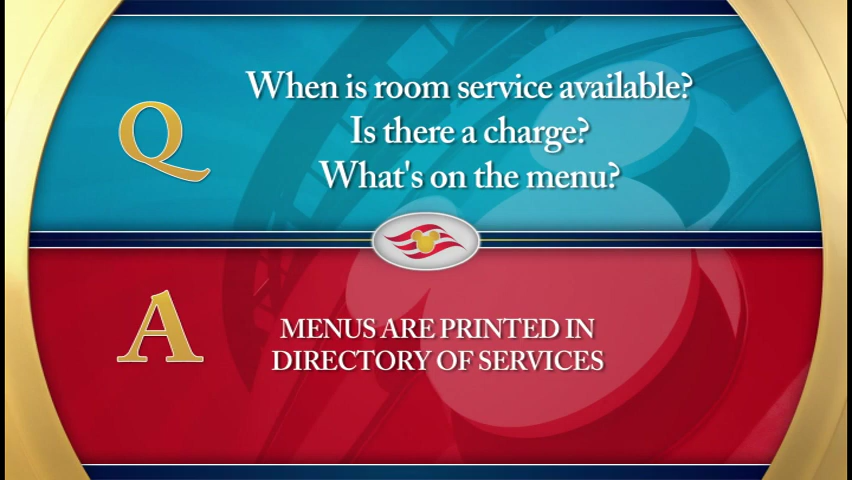 Q
When is room service available?
Is there a charge?
What's on the menu?
A
MENUS ARE PRINTED IN
DIRECTORY OF SERVICES